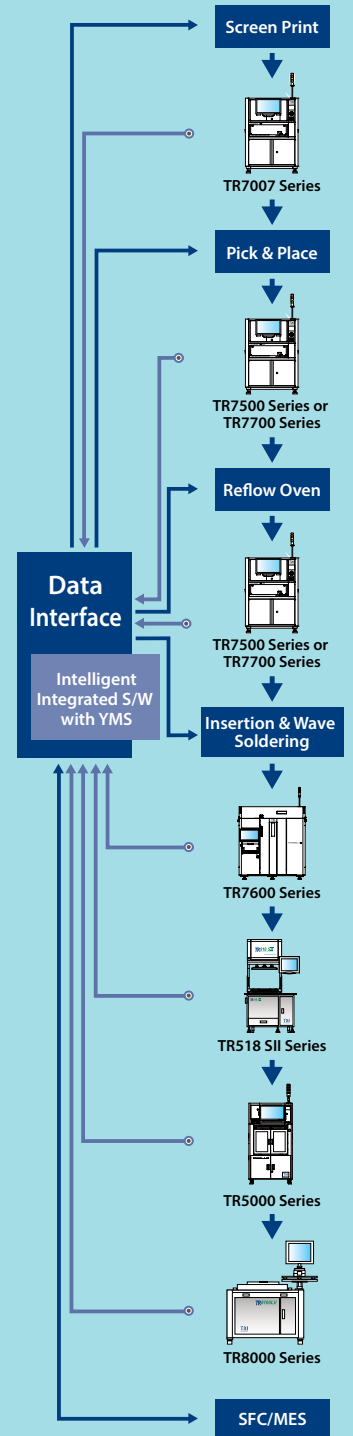 Screen Print
TR7007 Series
Pick & Place
TR7500 Series or
TR7700 Series
Reflow Oven
Data
Interface
Intelligent
Integrated S/W
with YMS
TR7500 Series or
TR7700 Series
Insertion & Wave
Soldering
TR7600 Series
TR518 SII Series
TR5000 Series
TR8000 Series
SFC/MES